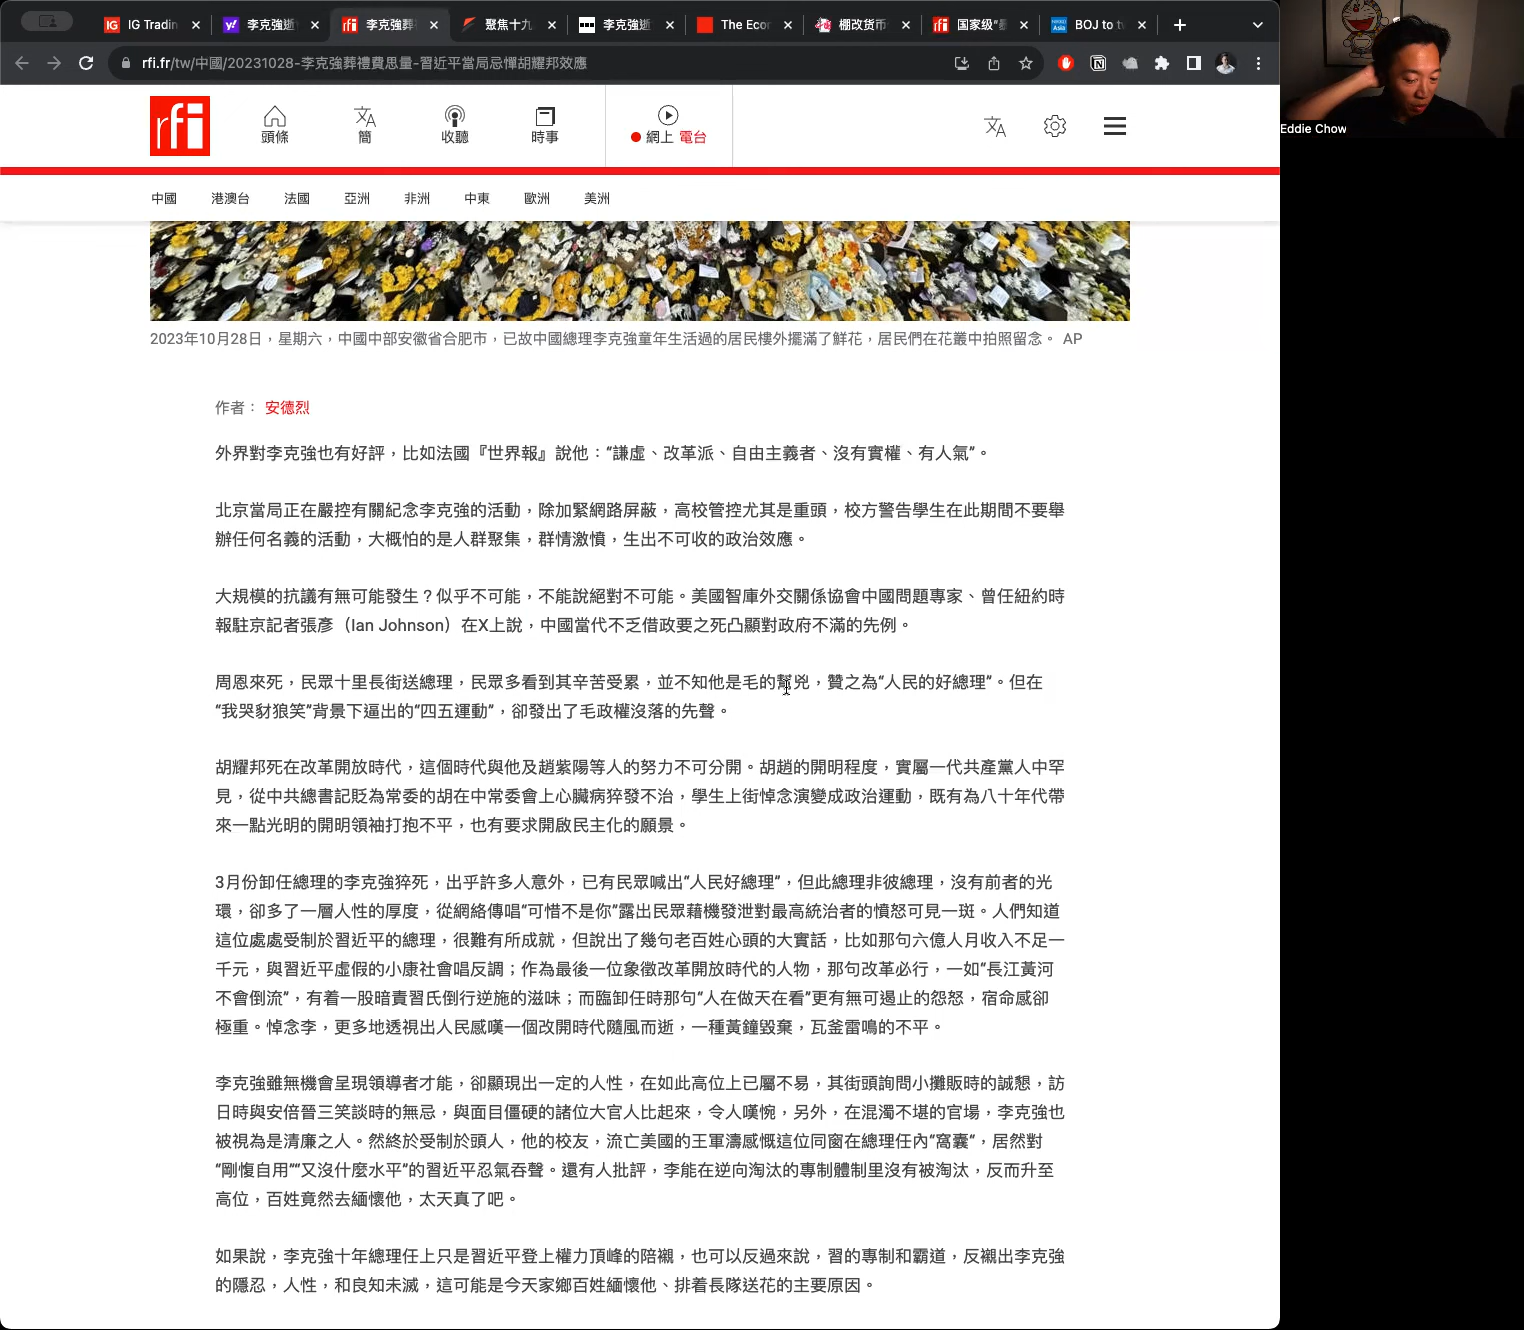 IG Tradin
李克強逝
李克強葬
聚焦十九
李克強逝
The Ecor
棚改货币
国家级"暴
BOJ to tw
rfi.fr/tw/中國/20231028-李克強葬禮費思量-習近平當局忌憚胡耀邦效應
Eddie Chow
rfi
頭條
簡
收聽
時事
網上 電台
中國
港澳台
法國
亞洲
非洲
中東
歐洲
美洲
2023年10月28日，星期六，中國中部安徽省合肥市，已故中國總理李克強童年生活過的居民樓外擺滿了鮮花，居民們在花叢中拍照留念。 AP
作者： 安德烈
外界對李克強也有好評，比如法國『世界報』說他：“謙虛、改革派、自由主義者、沒有實權、有人氣”。
北京當局正在嚴控有關紀念李克強的活動，除加緊網路屏蔽，高校管控尤其是重頭，校方警告學生在此期間不要舉
辦任何名義的活動，大概怕的是人群聚集，群情激憤，生出不可收的政治效應。
大規模的抗議有無可能發生？似乎不可能，不能說絕對不可能。美國智庫外交關係協會中國問題專家、曾任紐約時
報駐京記者張彥（Ian Johnson）在X上說，中國當代不乏借政要之死凸顯對政府不滿的先例。
周恩來死，民眾十里長街送總理，民眾多看到其辛苦受累，並不知他是毛的幫兇，贊之為“人民的好總理”。但在
“我哭豺狼笑”背景下逼出的“四五運動”，卻發出了毛政權沒落的先聲。
胡耀邦死在改革開放時代，這個時代與他及趙紫陽等人的努力不可分開。胡趙的開明程度，實屬一代共產黨人中罕
見，從中共總書記貶為常委的胡在中常委會上心臟病猝發不治，學生上街悼念演變成政治運動，既有為八十年代帶
來一點光明的開明領袖打抱不平，也有要求開啟民主化的願景。
3月份卸任總理的李克強猝死，出乎許多人意外，已有民眾喊出“人民好總理”，但此總理非彼總理，沒有前者的光
環，卻多了一層人性的厚度，從網絡傳唱“可惜不是你”露出民眾藉機發泄對最高統治者的憤怒可見一斑。人們知道
這位處處受制於習近平的總理，很難有所成就，但說出了幾句老百姓心頭的大實話，比如那句六億人月收入不足一
千元，與習近平虛假的小康社會唱反調；作為最後一位象徵改革開放時代的人物，那句改革必行，一如“長江黃河
不會倒流”，有着一股暗責習氏倒行逆施的滋味；而臨卸任時那句“人在做天在看”更有無可遏止的怨怒，宿命感卻
極重。悼念李，更多地透視出人民感嘆一個改開時代隨風而逝，一種黃鐘毀棄，瓦釜雷鳴的不平。
李克強雖無機會呈現領導者才能，卻顯現出一定的人性，在如此高位上已屬不易，其街頭詢問小攤販時的誠懇，訪
日時與安倍晉三笑談時的無忌，與面目僵硬的諸位大官人比起來，令人嘆惋，另外，在混濁不堪的官場，李克強也
被視為是清廉之人。然終於受制於頭人，他的校友，流亡美國的王軍濤感慨這位同窗在總理任內“窩囊”，居然對
“剛愎自用”“又沒什麼水平”的習近平忍氣吞聲。還有人批評，李能在逆向淘汰的專制體制里沒有被淘汰，反而升至
高位，百姓竟然去緬懷他，太天真了吧。
如果說，李克強十年總理任上只是習近平登上權力頂峰的陪襯，也可以反過來說，習的專制和霸道，反襯出李克強
的隱忍，人性，和良知未滅，這可能是今天家鄉百姓緬懷他、排着長隊送花的主要原因。